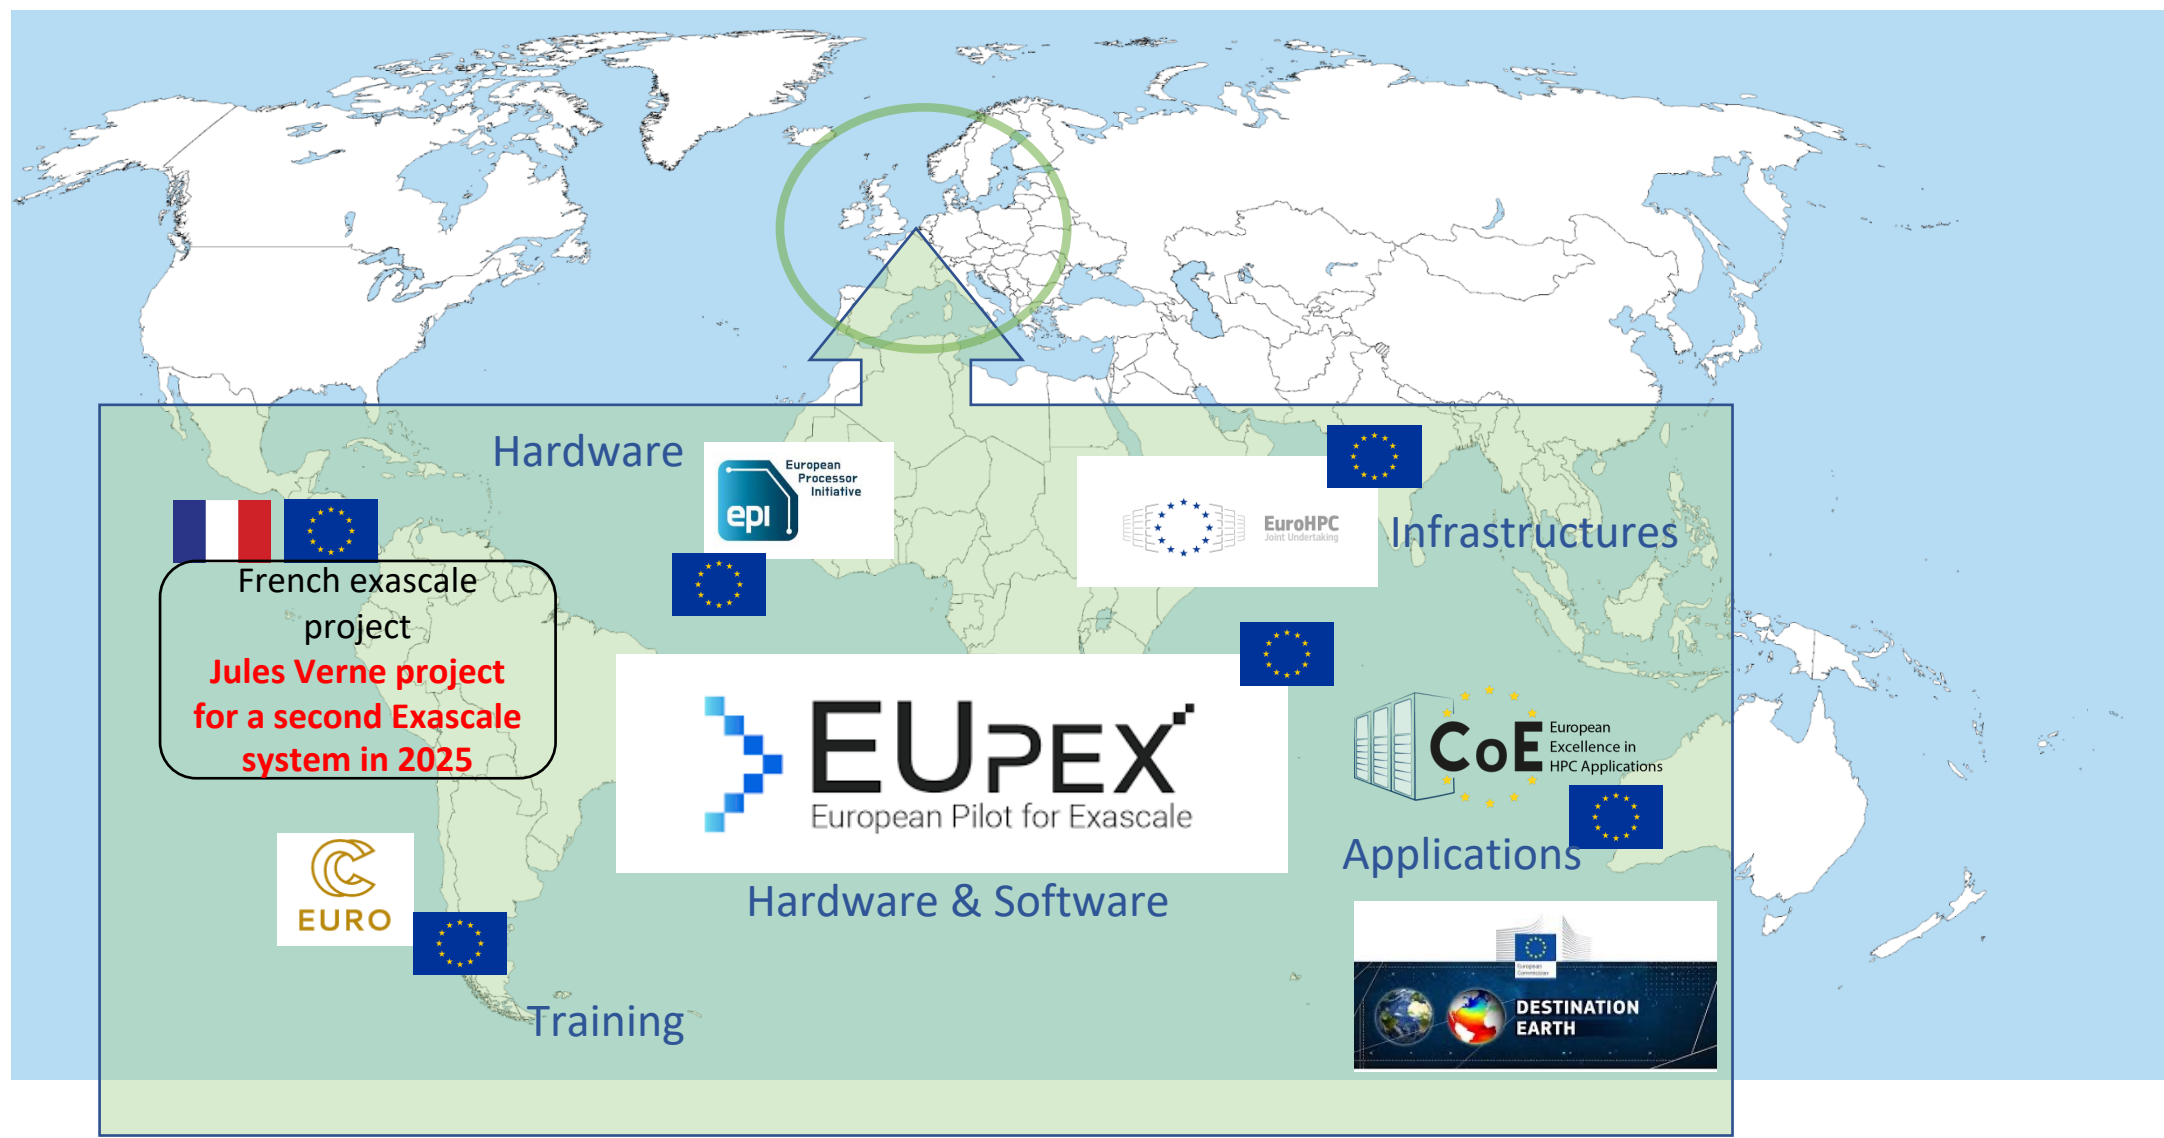 Hardware
European
Processor
Initiative
epi
EuroHPC
Joint Undertaking
Infrastructures
French exascale
project
Jules Verne project
for a second Exascale
system in 2025
EUPEX
European Pilot for Exascale
Hardware & Software
CoE
European
Excellence in
HPC Applications
Applications
EURO
Training
European
Commission
DESTINATION
EARTH